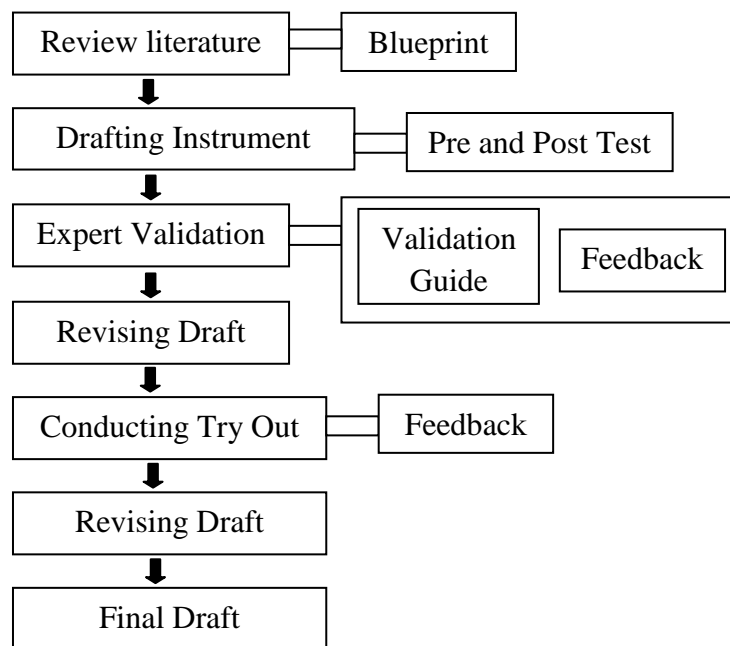 Review literature
Blueprint
Drafting Instrument
Pre and Post Test
Expert Validation
Validation
Guide
Feedback
Revising Draft
Conducting Try Out
Feedback
Revising Draft
Final Draft